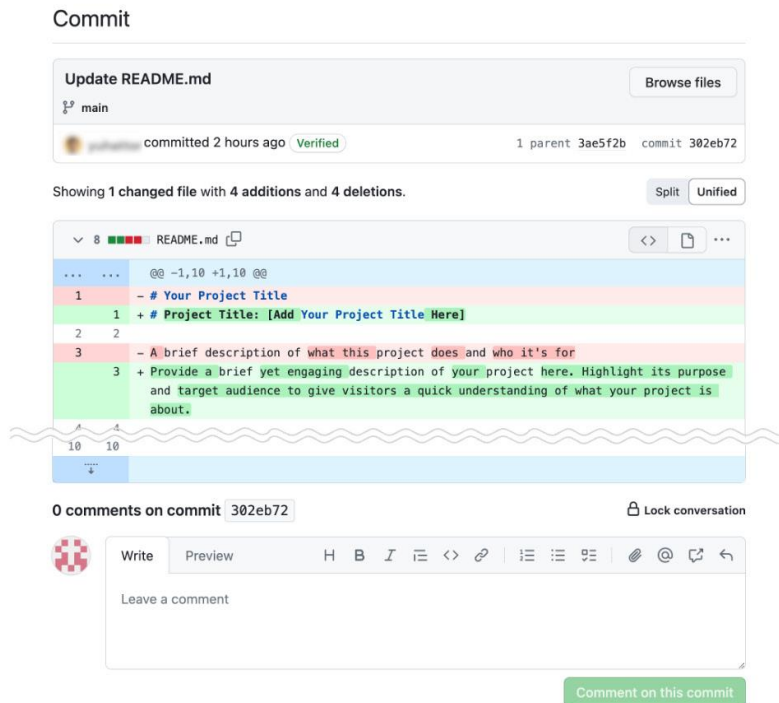 Commit
Update README.md
Browse files
main
committed 2 hours ago Verified
1 parent 3ae5f2b commit 302eb72
Showing 1 changed file with 4 additions and 4 deletions.
Split Unified
8 README.md
... ... @@ -1,10 +1,10 @@
1 - # Your Project Title
1 + # Project Title: [Add Your Project Title Here]
2 2
3 - A brief description of what this project does and who it's for
3 + Provide a brief yet engaging description of your project here. Highlight its purpose
and target audience to give visitors a quick understanding of what your project is
about.
4 4
10 10
0 comments on commit 302eb72
Lock conversation
Write Preview
Leave a comment
Comment on this commit